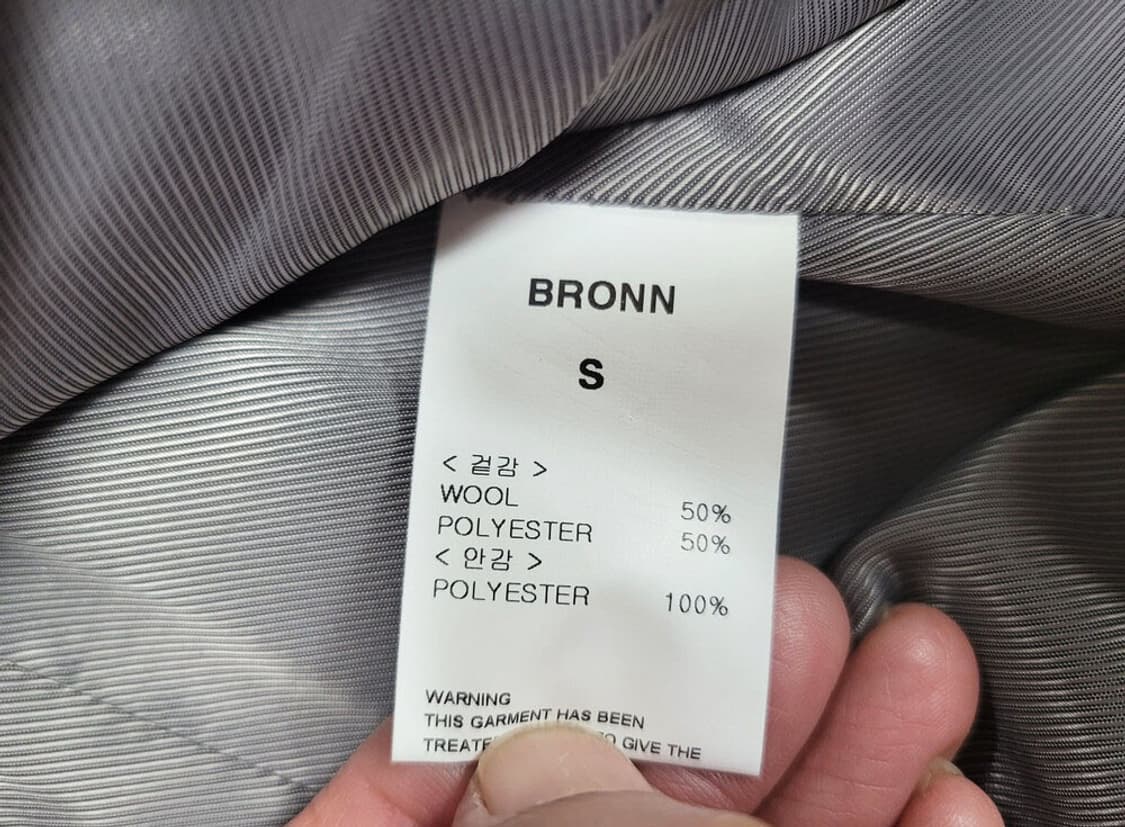 BRONN
S
< 겉감 >
WOOL 50%
POLYESTER 50%
< 안감 >
POLYESTER 100%
WARNING
THIS GARMENT HAS BEEN
GIVE THE